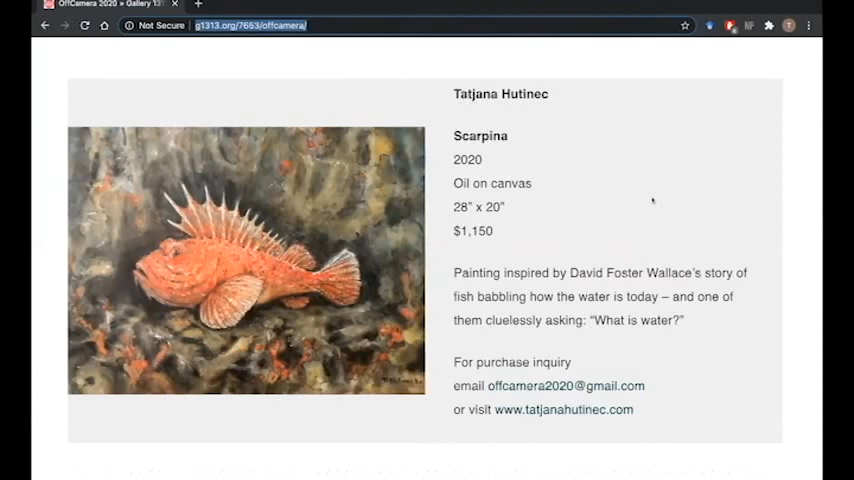 OffCamera 2020 » Gallery 131
Not Secure
g1313.org/7653/offcamera/
NP
T
Tatjana Hutinec
Scarpina
2020
Oil on canvas
28” x 20”
$1,150
Painting inspired by David Foster Wallace’s story of
fish babbling how the water is today – and one of
them cluelessly asking: “What is water?”
For purchase inquiry
email offcamera2020@gmail.com
or visit www.tatjanahutinec.com